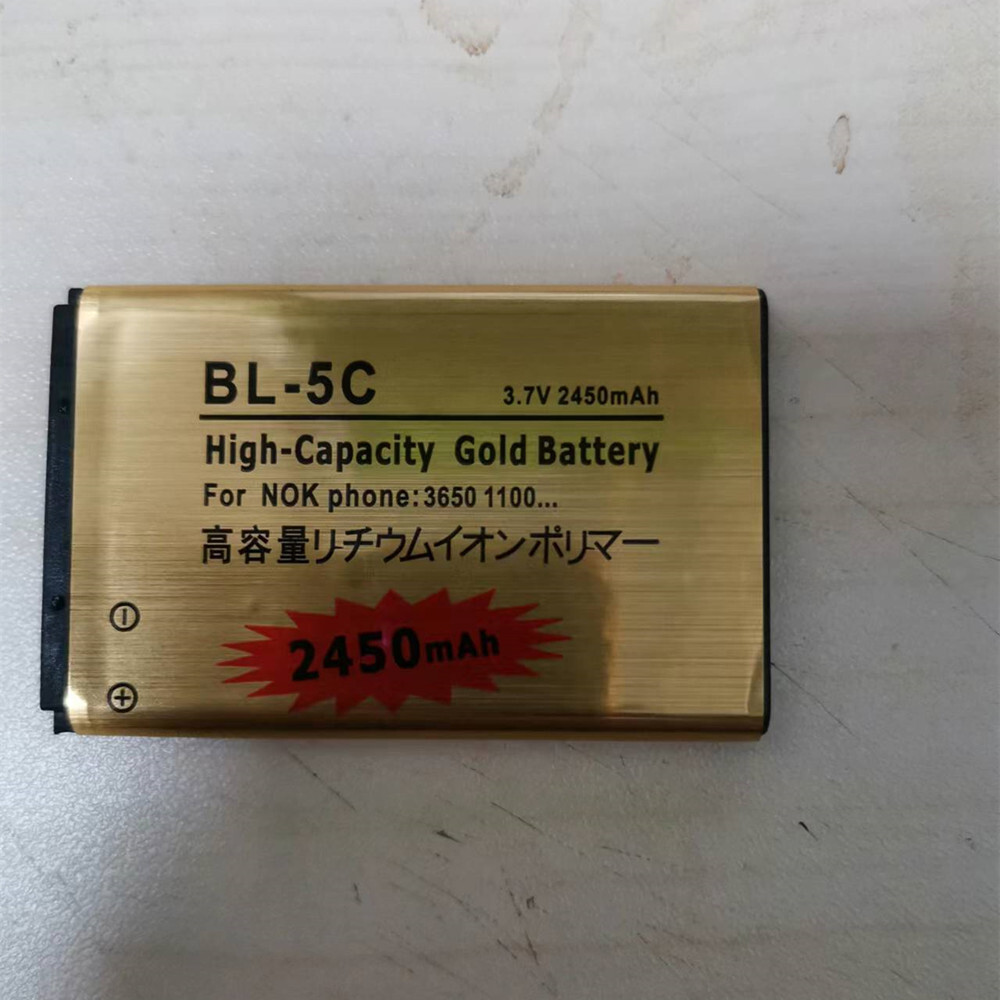 BL-5C 3.7V 2450mAh
High-Capacity Gold Battery
For NOK phone:3650 1100...
高容量リチウムイオンポリマー
2450mAh